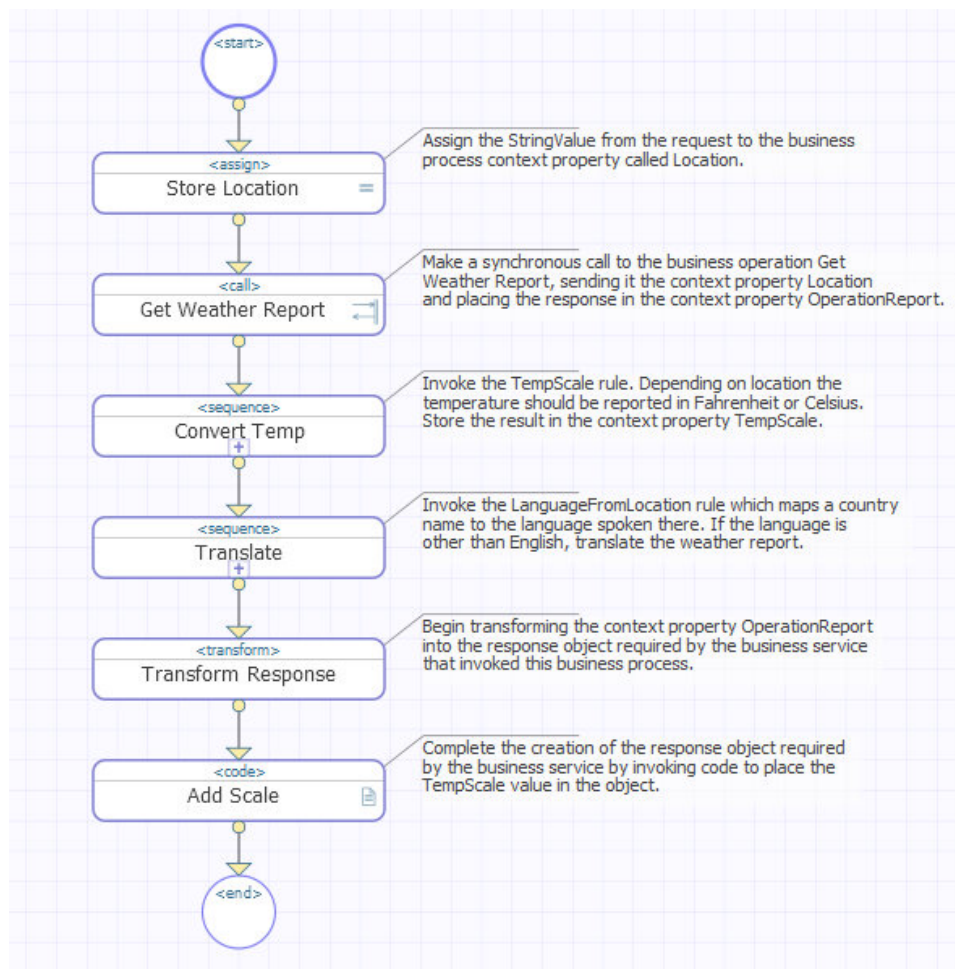 <start>
Assign the StringValue from the request to the business
process context property called Location.
<assign>
Store Location
=
Make a synchronous call to the business operation Get
Weather Report, sending it the context property Location
and placing the response in the context property OperationReport.
<call>
Get Weather Report
Invoke the TempScale rule. Depending on location the
temperature should be reported in Fahrenheit or Celsius.
Store the result in the context property TempScale.
<sequence>
Convert Temp
+
Invoke the LanguageFromLocation rule which maps a country
name to the language spoken there. If the language is
other than English, translate the weather report.
<sequence>
Translate
+
Begin transforming the context property OperationReport
into the response object required by the business service
that invoked this business process.
<transform>
Transform Response
Complete the creation of the response object required
by the business service by invoking code to place the
TempScale value in the object.
<code>
Add Scale
<end>